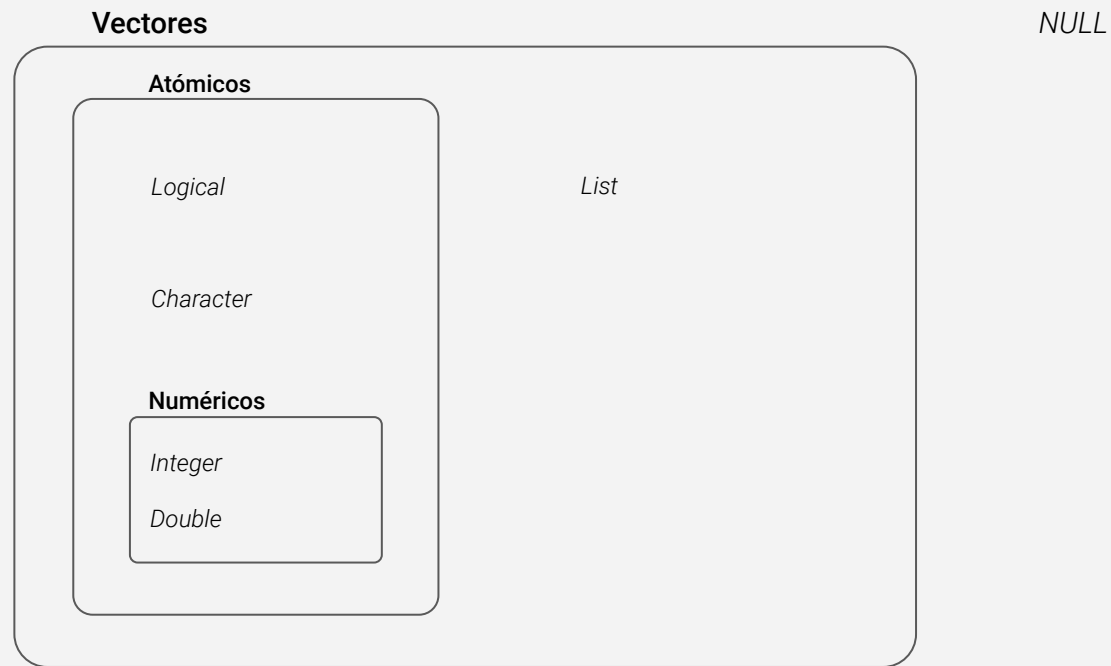 Vectores
NULL
Atómicos
Logical
List
Character
Numéricos
Integer
Double